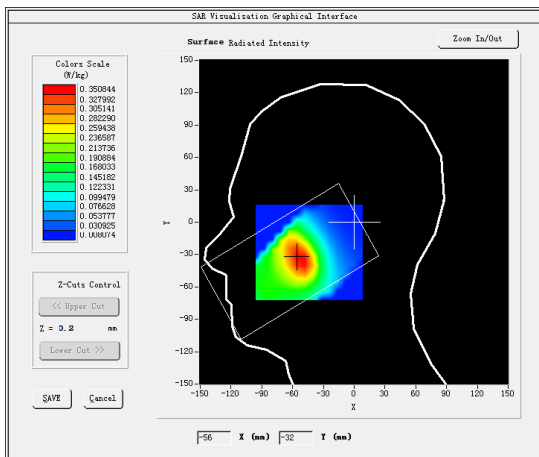 SAR Visualisation Graphical Interface
Surface Radiated Intensity
Zoom In/Out
Colors Scale
(W/kg)
0.350844
0.327992
0.305141
0.282290
0.259438
0.236587
0.213736
0.190884
0.168033
0.145182
0.122331
0.099479
0.076628
0.053777
0.030925
0.008074
Z-Cuts Control
<< Upper Cut
Z = 0.2 mm
Lower Cut >>
SAVE Cancel
150
120
90
60
30
0
-30
-60
-90
-120
-150
Y
-150 -120 -90 -60 -30 0 30 60 90 120 150
X
-56 X (mm) -32 Y (mm)